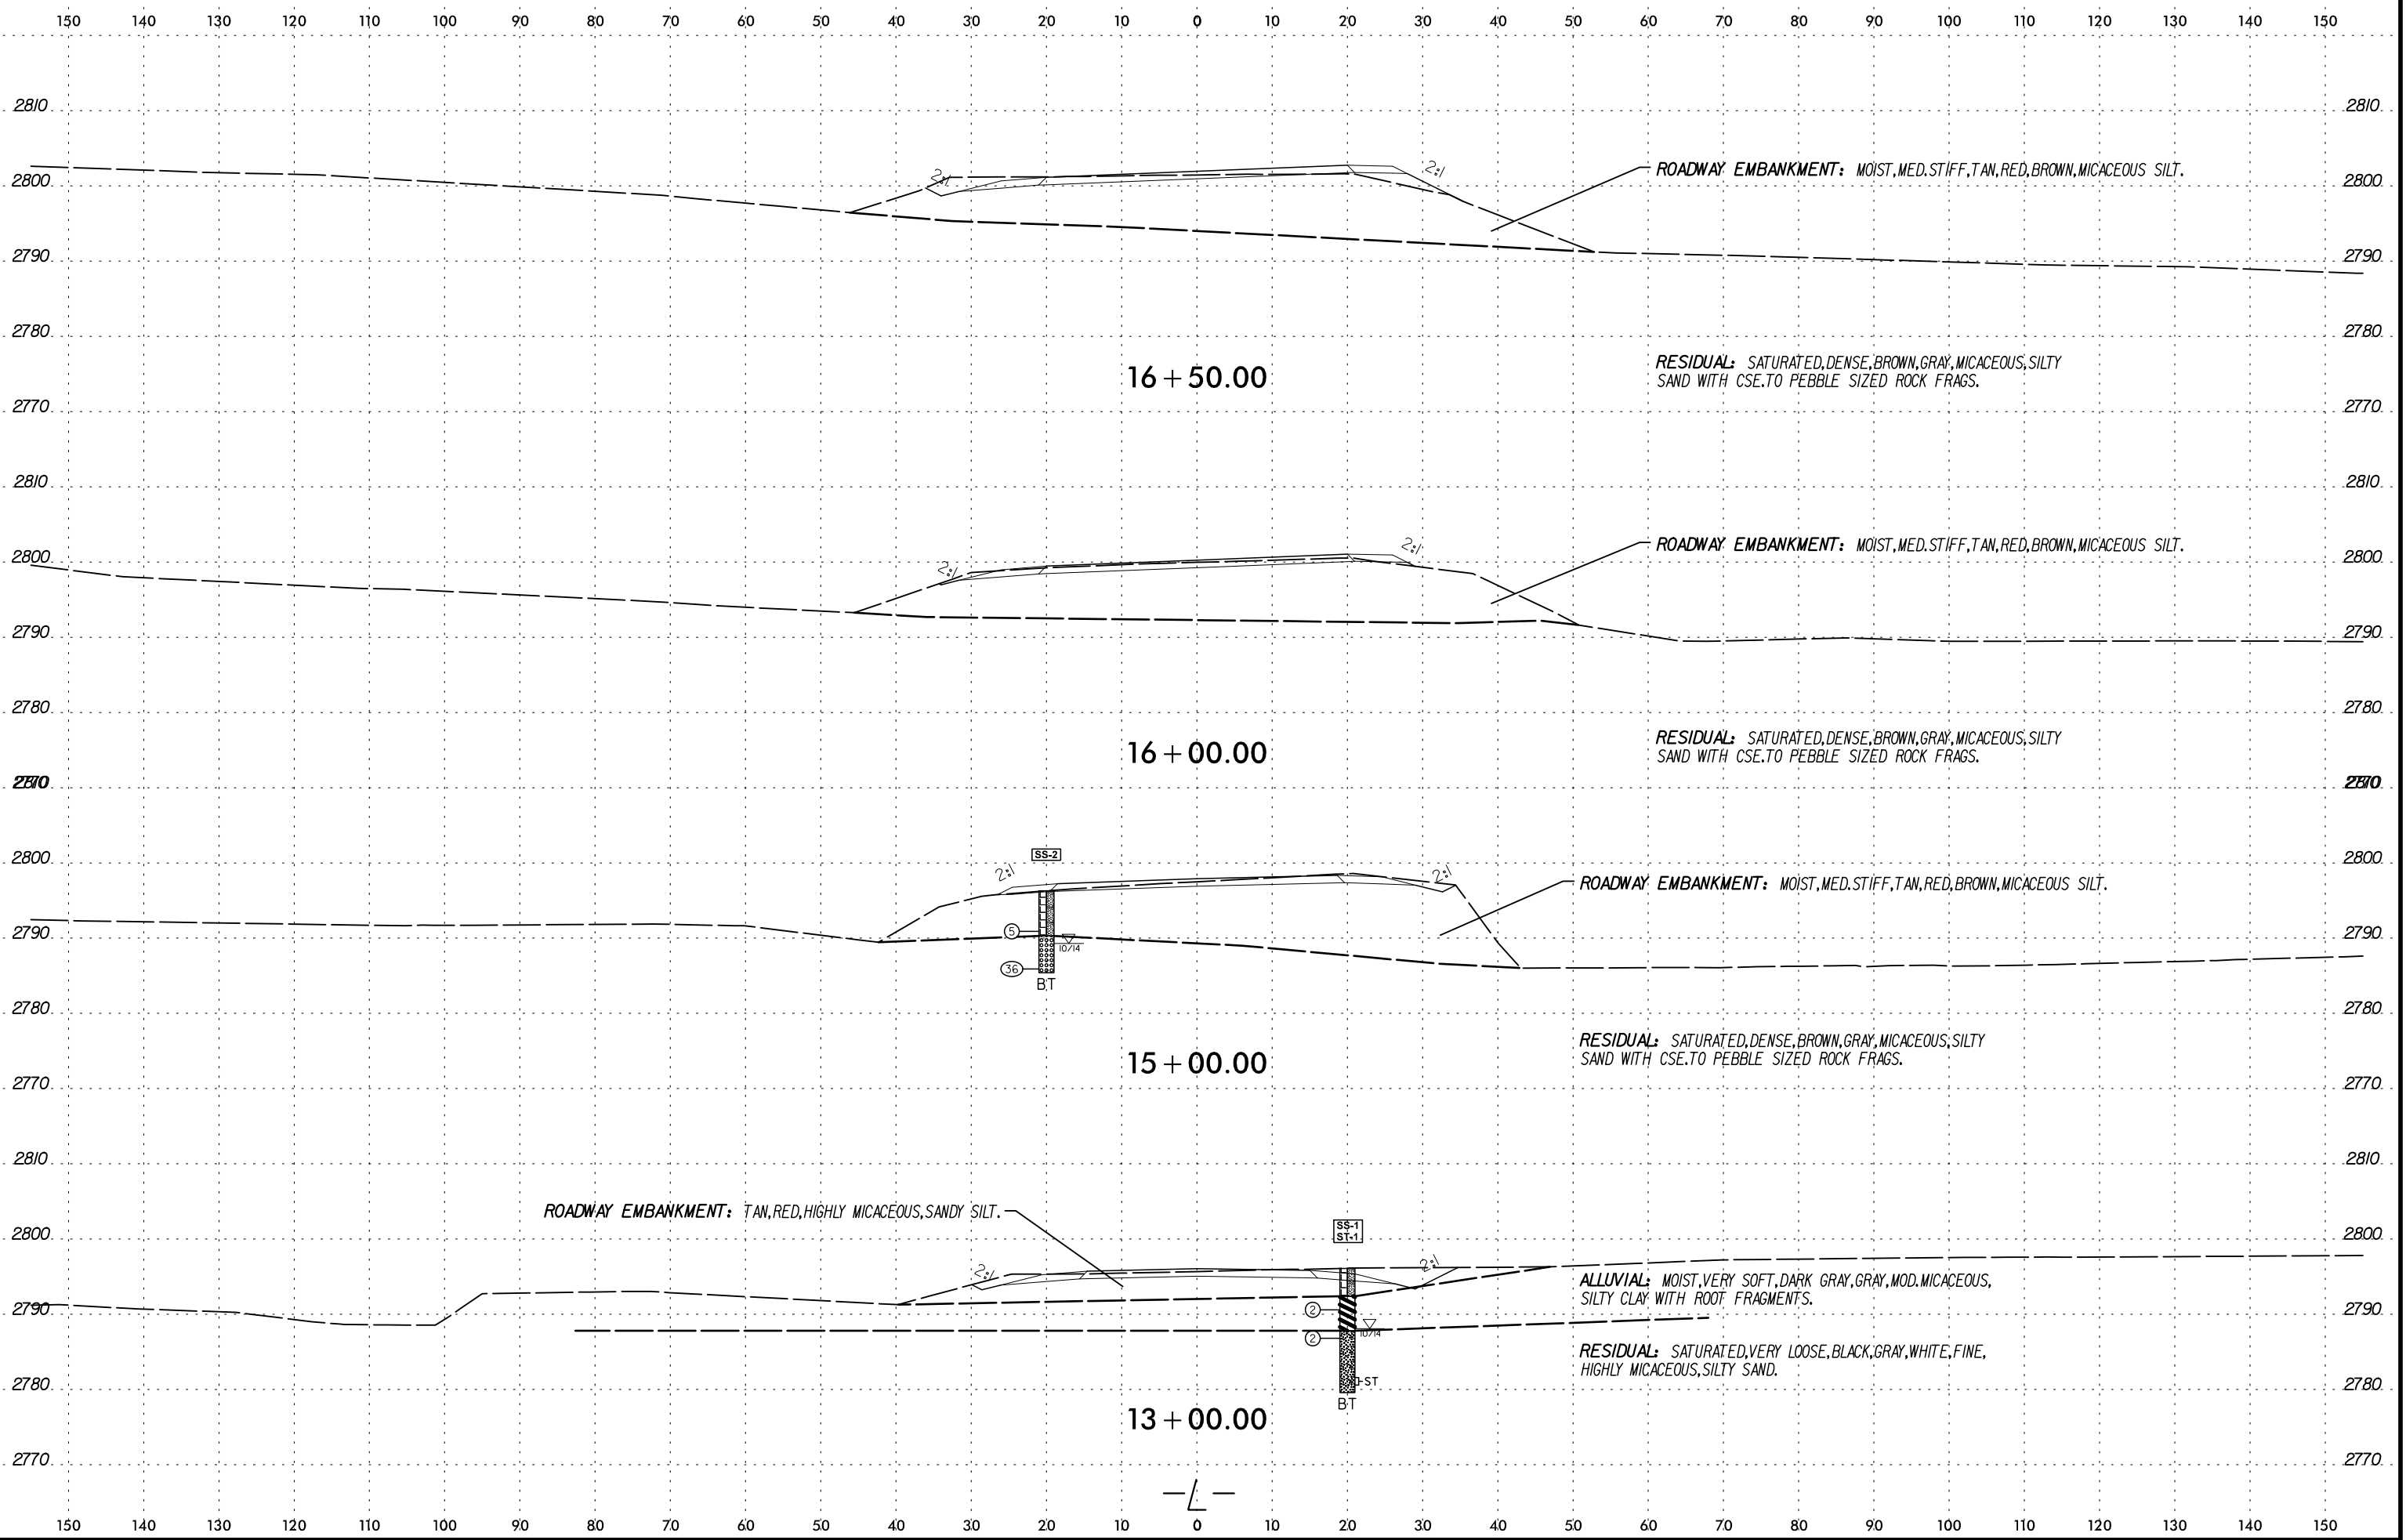 150 140 130 120 110 100 90 80 70 60 50 40 30 20 10 0 10 20 30 40 50 60 70 80 90 100 110 120 130 140 150
2810 2810
2:1 2:1
ROADWAY EMBANKMENT: MOIST,MED.STIFF,TAN,RED,BROWN,MICACEOUS SILT.
2800 2800
2790 2790
2780 2780
RESIDUAL: SATURATED,DENSE,BROWN,GRAY,MICACEOUS,SILTY
SAND WITH CSE.TO PEBBLE SIZED ROCK FRAGS.
16+50.00
2770 2770
2810 2810
2:1 2:1
ROADWAY EMBANKMENT: MOIST,MED.STIFF,TAN,RED,BROWN,MICACEOUS SILT.
2800 2800
2790 2790
2780 2780
RESIDUAL: SATURATED,DENSE,BROWN,GRAY,MICACEOUS,SILTY
SAND WITH CSE.TO PEBBLE SIZED ROCK FRAGS.
16+00.00
SS-2
2800 2800
2:1 2:1
ROADWAY EMBANKMENT: MOIST,MED.STIFF,TAN,RED,BROWN,MICACEOUS SILT.
5
2790 2790
10/14
36
BT
2780 2780
RESIDUAL: SATURATED,DENSE,BROWN,GRAY,MICACEOUS,SILTY
SAND WITH CSE.TO PEBBLE SIZED ROCK FRAGS.
15+00.00
2770 2770
2810 2810
ROADWAY EMBANKMENT: TAN,RED,HIGHLY MICACEOUS,SANDY SILT.
SS-1
ST-1
2800 2800
2:1 2:1
ALLUVIAL: MOIST,VERY SOFT,DARK GRAY,GRAY,MOD.MICACEOUS,
SILTY CLAY WITH ROOT FRAGMENTS.
2
2790 2790
10/14
2
RESIDUAL: SATURATED,VERY LOOSE,BLACK,GRAY,WHITE,FINE,
HIGHLY MICACEOUS,SILTY SAND.
ST
2780 2780
BT
13+00.00
2770 2770
-L-
150 140 130 120 110 100 90 80 70 60 50 40 30 20 10 0 10 20 30 40 50 60 70 80 90 100 110 120 130 140 150